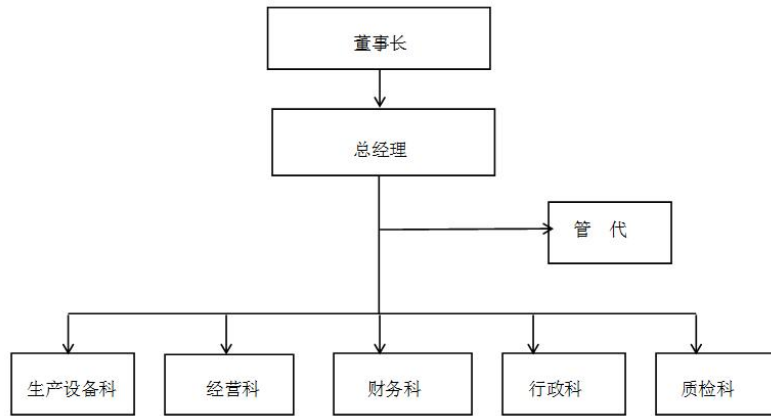 董事长
总经理
管 代
生产设备科
经营科
财务科
行政科
质检科